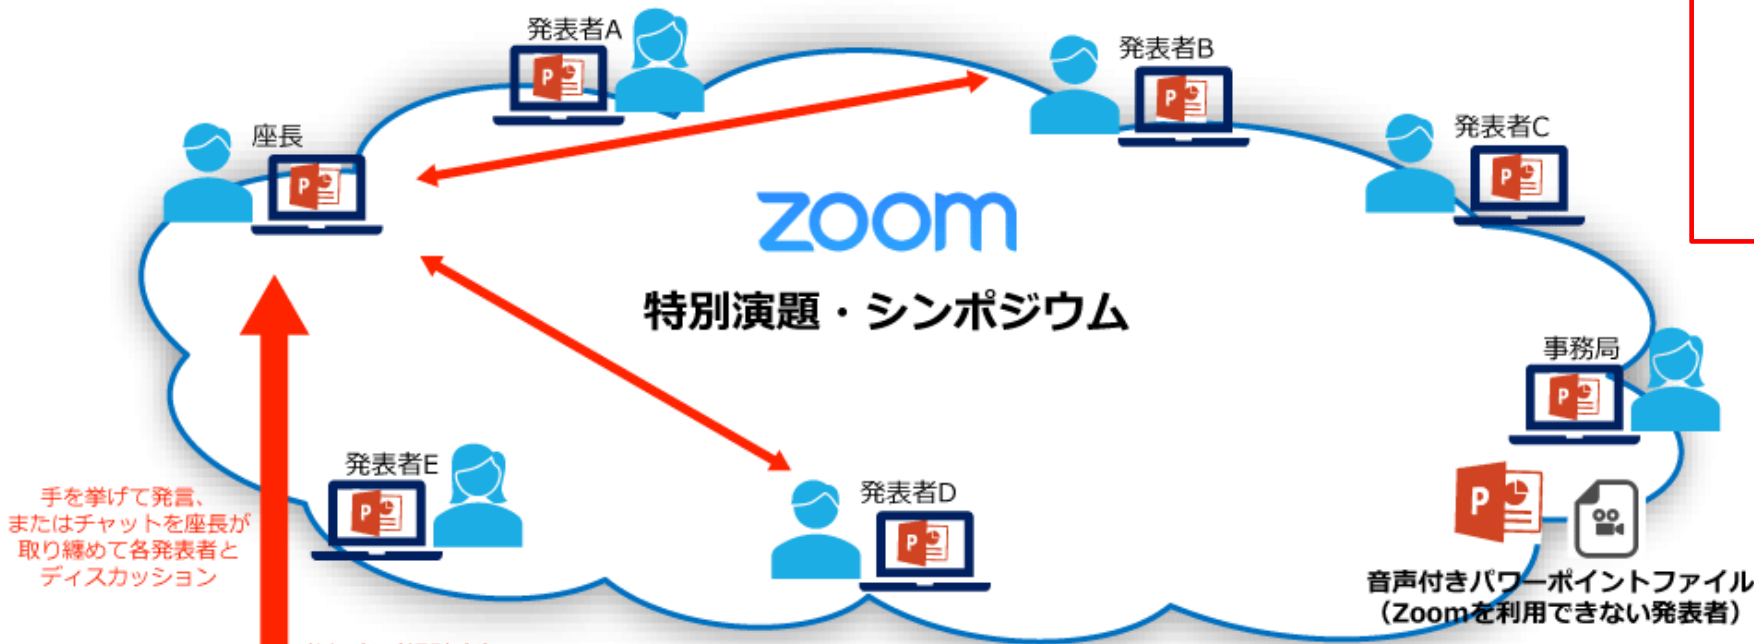 発表者A
発表者B
座長
発表者C
zoom
特別演題・シンポジウム
事務局
発表者E
発表者D
手を挙げて発言、
またはチャットを座長が
取り纏めて各発表者と
ディスカッション
音声付きパワーポイントファイル
（Zoomを利用できない発表者）